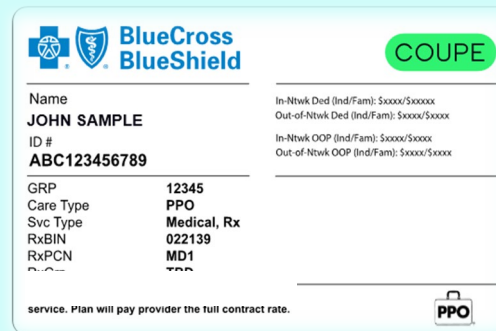 BlueCross
BlueShield
COUPE
Name
JOHN SAMPLE
ID #
ABC123456789
GRP 12345
Care Type PPO
Svc Type Medical, Rx
RxBIN 022139
RxPCN MD1
In-Ntwk Ded (Ind/Fam): $xxxx/$xxxxx
Out-of-Ntwk Ded (Ind/Fam): $xxxx/$xxxx
In-Ntwk OOP (Ind/Fam): $xxxx/$xxxx
Out-of-Ntwk OOP (Ind/Fam): $xxxx/$xxxx
service. Plan will pay provider the full contract rate.
PPO